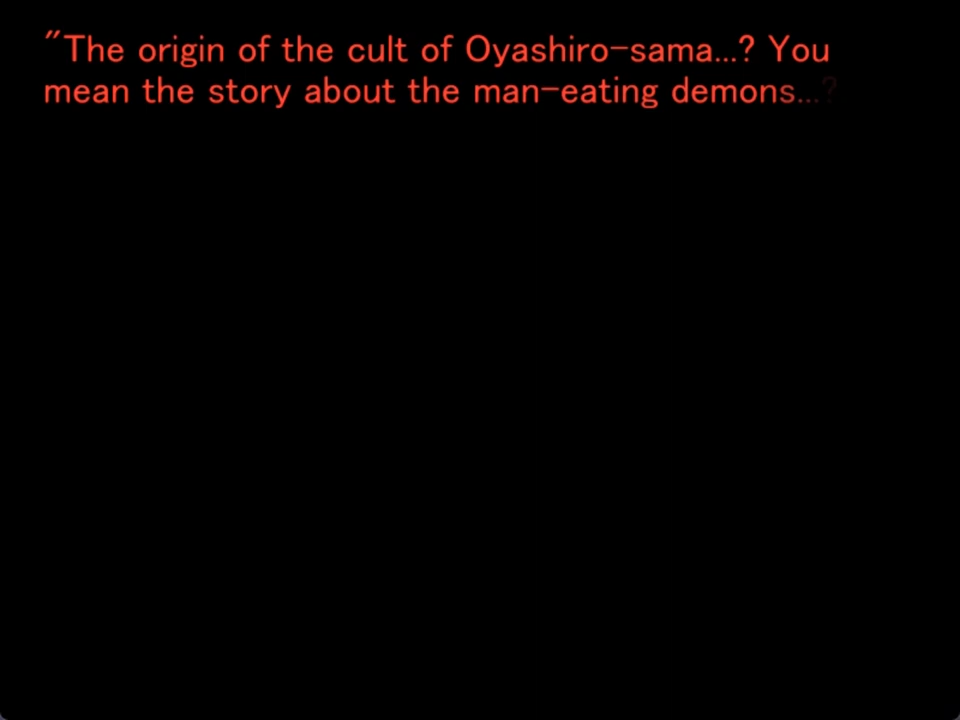 "The origin of the cult of Oyashiro-sama...? You
mean the story about the man-eating demons...?